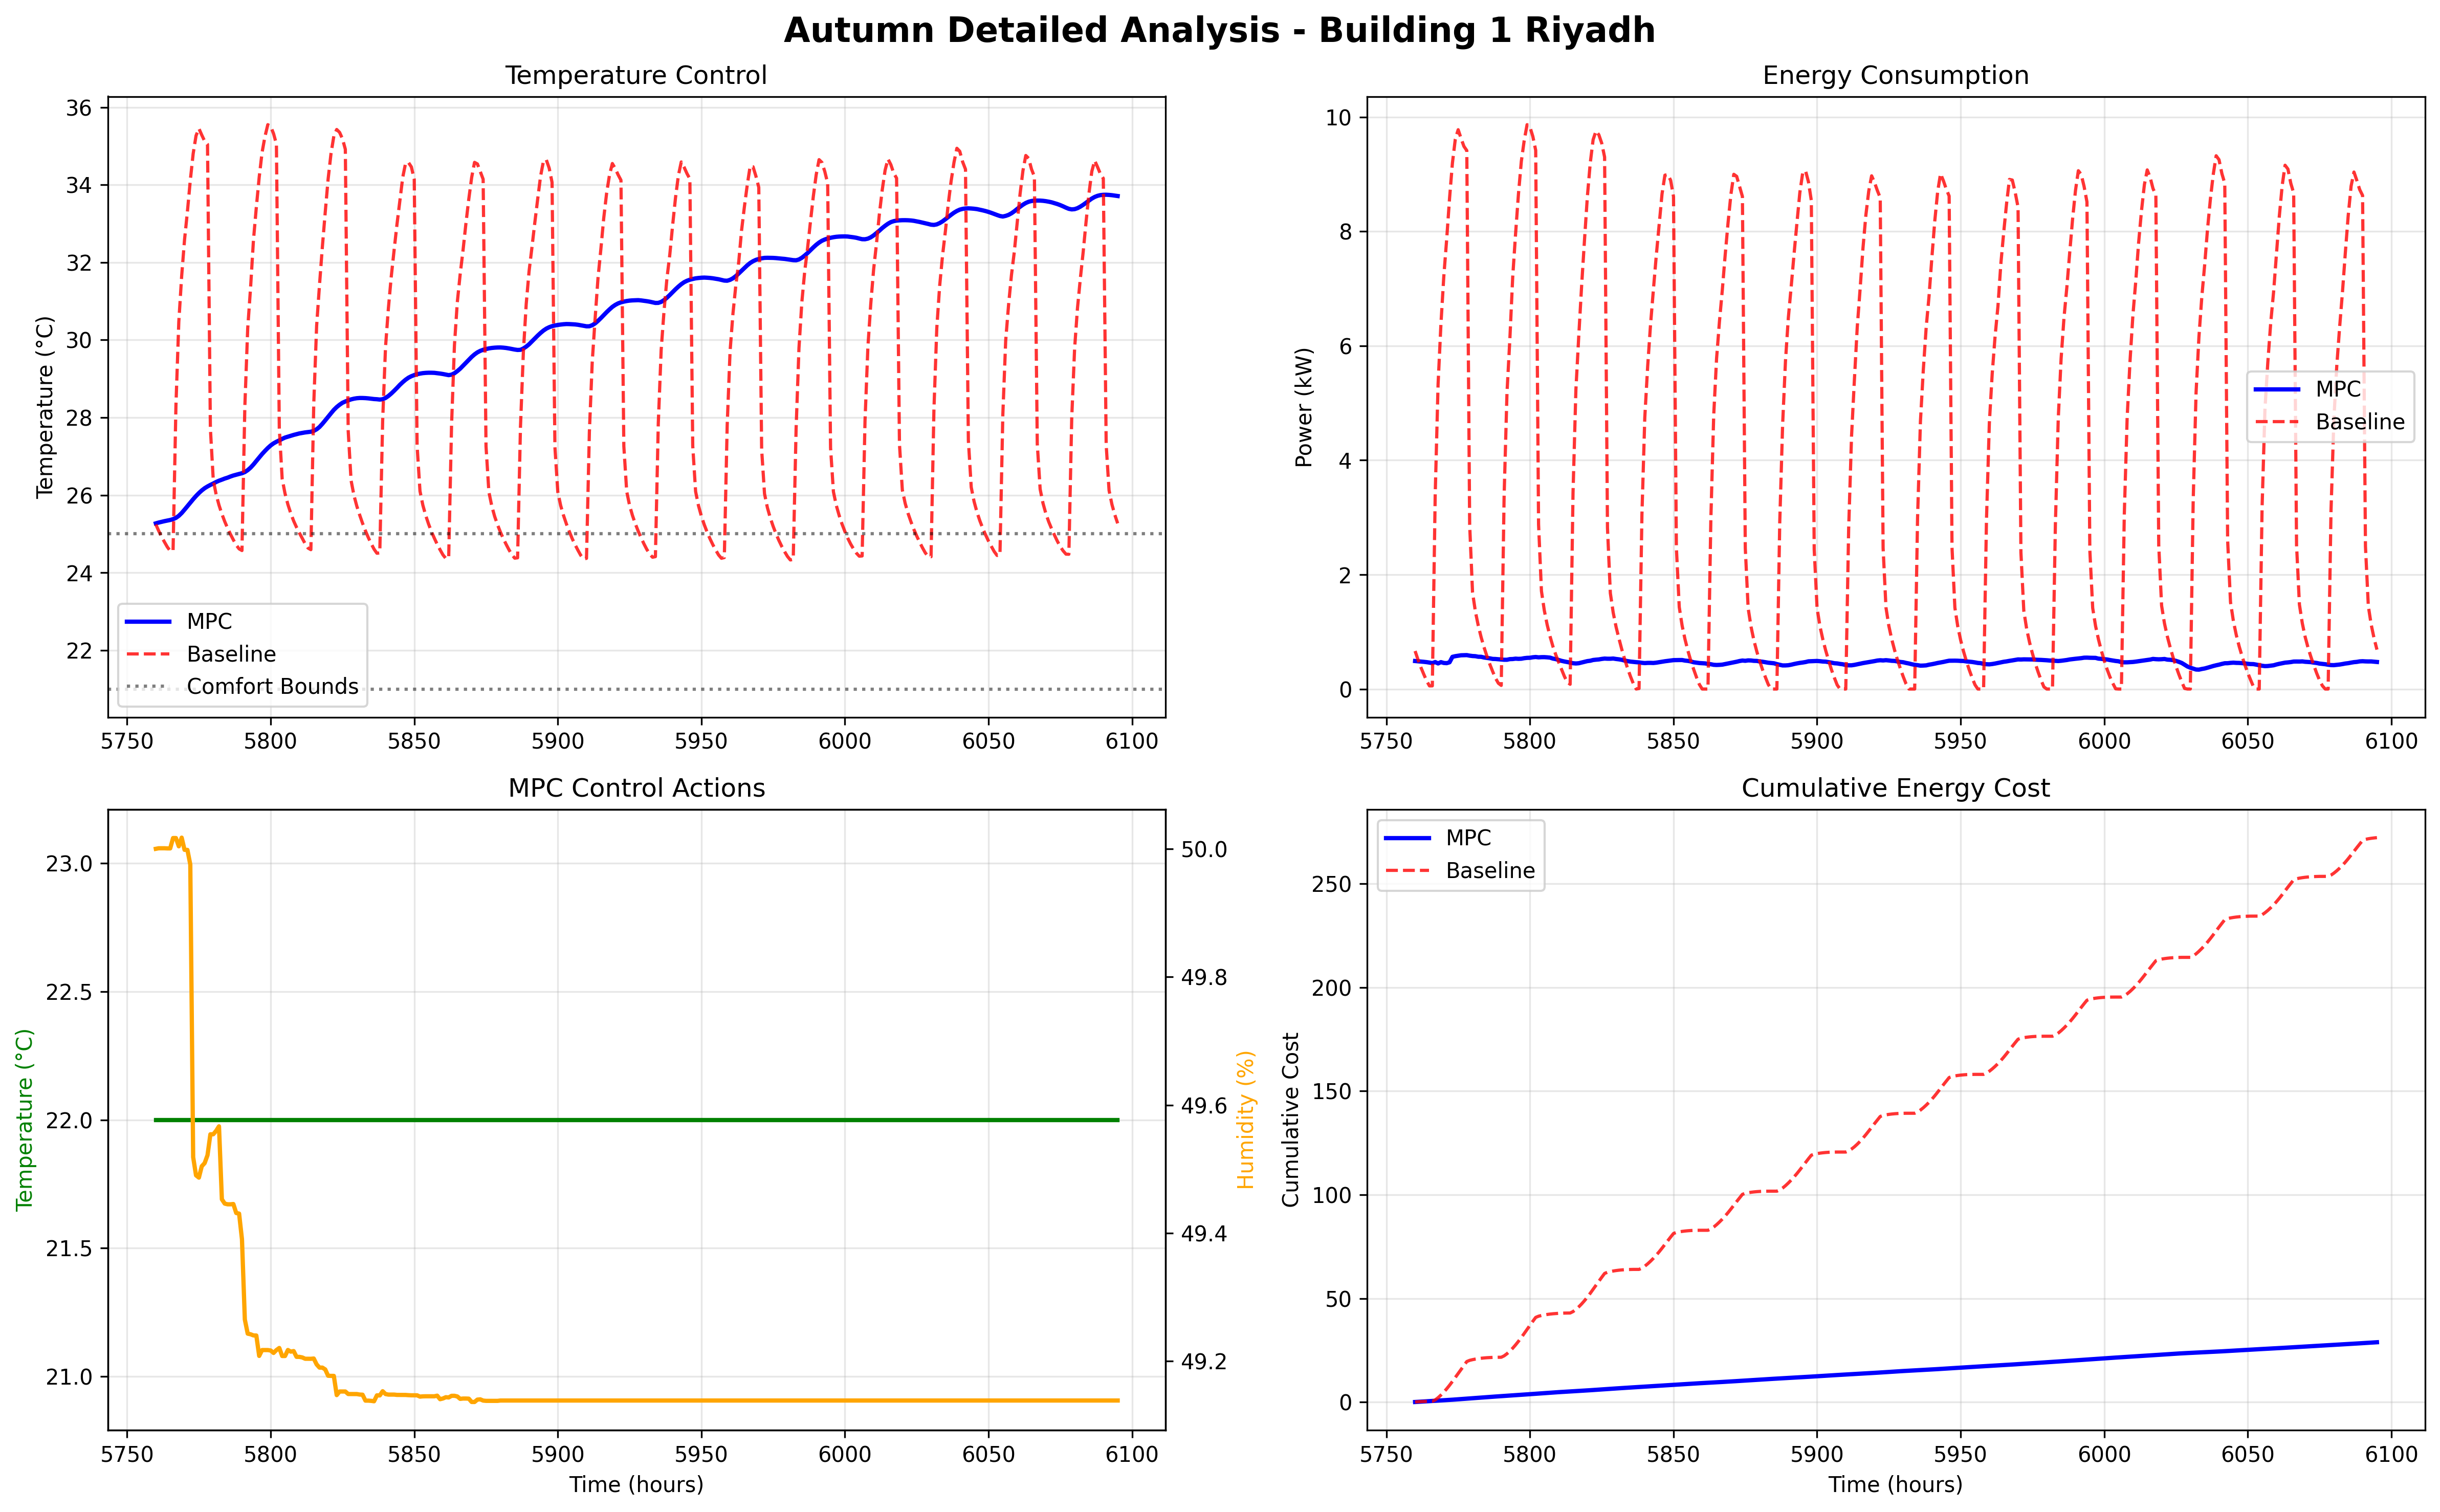 Autumn Detailed Analysis - Building 1 Riyadh
Temperature Control
Temperature (°C)
36
34
32
30
28
26
24
22
MPC
Baseline
Comfort Bounds
5750 5800 5850 5900 5950 6000 6050 6100
Energy Consumption
Power (kW)
10
8
6
4
2
0
MPC
Baseline
5750 5800 5850 5900 5950 6000 6050 6100
MPC Control Actions
Temperature (°C)
23.0
22.5
22.0
21.5
21.0
50.0
49.8
49.6
49.4
49.2
Humidity (%)
5750 5800 5850 5900 5950 6000 6050 6100
Time (hours)
Cumulative Energy Cost
Cumulative Cost
MPC
Baseline
250
200
150
100
50
0
5750 5800 5850 5900 5950 6000 6050 6100
Time (hours)